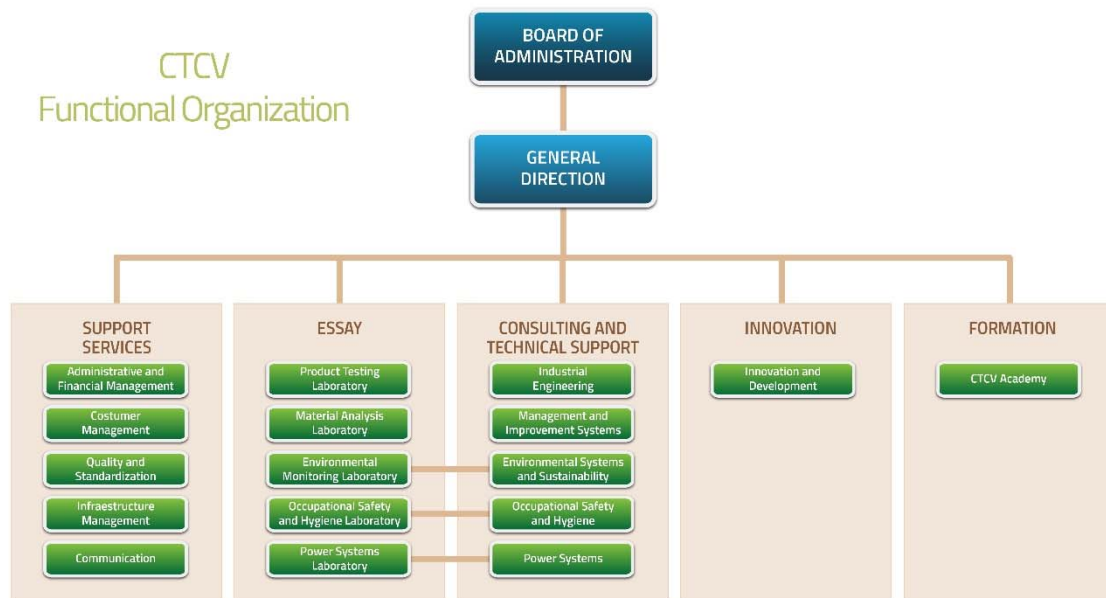 CTCV
Functional Organization
BOARD OF
ADMINISTRATION
GENERAL
DIRECTION
SUPPORT
SERVICES
Administrative and
Financial Management
Costumer
Management
Quality and
Standardization
Infraestructure
Management
Communication
ESSAY
Product Testing
Laboratory
Material Analysis
Laboratory
Environmental
Monitoring Laboratory
Occupational Safety
and Hygiene Laboratory
Power Systems
Laboratory
CONSULTING AND
TECHNICAL SUPPORT
Industrial
Engineering
Management and
Improvement Systems
Environmental Systems
and Sustainability
Occupational Safety
and Hygiene
Power Systems
INNOVATION
Innovation and
Development
FORMATION
CTCV Academy